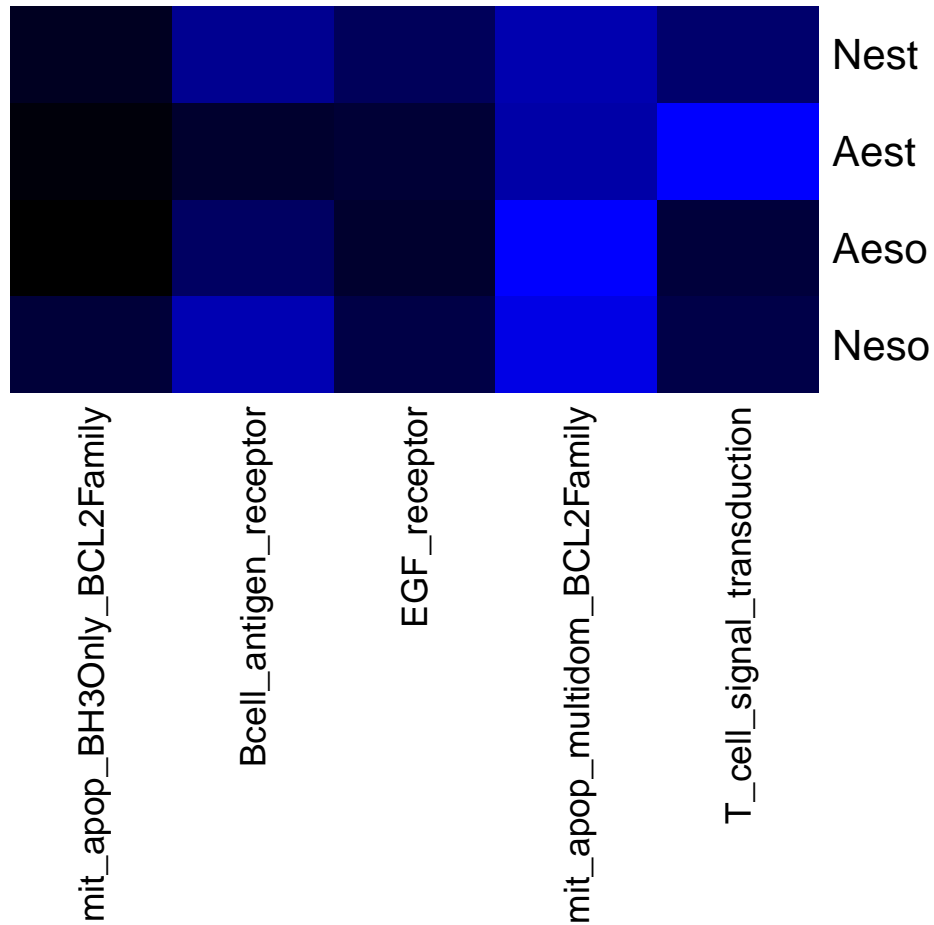 Nest
Aest
Aeso
Neso
mit_apop_BH3Only_BCL2Family
Bcell_antigen_receptor
EGF_receptor
mit_apop_multidom_BCL2Family
T_cell_signal_transduction